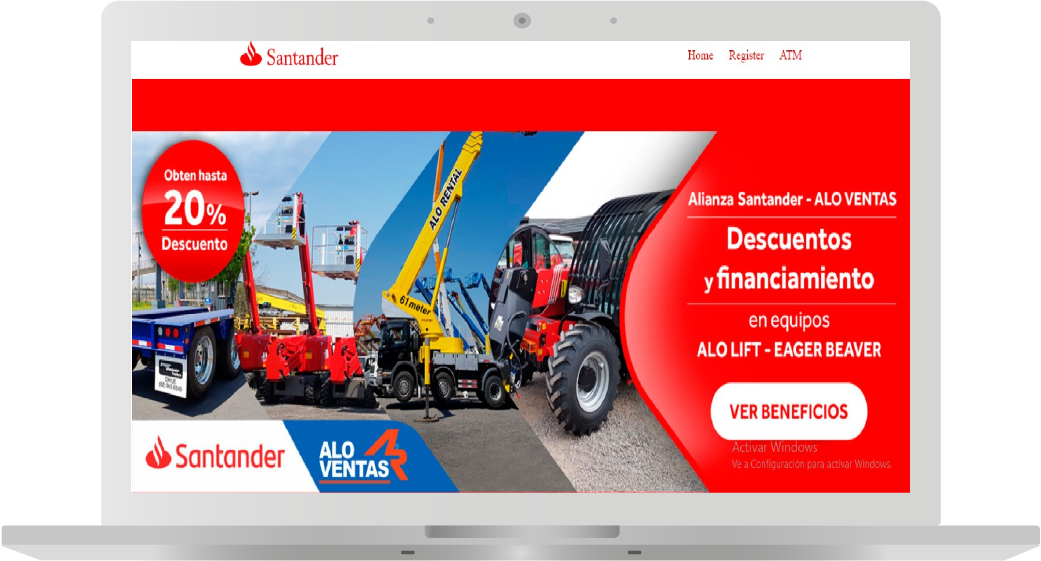 Santander
Home Register ATM
Obten hasta
20%
Descuento
ALO RENTAL
61 meter
Alianza Santander - ALO VENTAS
Descuentos
y financiamiento
en equipos
ALO LIFT - EAGER BEAVER
VER BENEFICIOS
Activar Windows
Ve a Configuración para activar Windows.
Santander
ALO
VENTAS